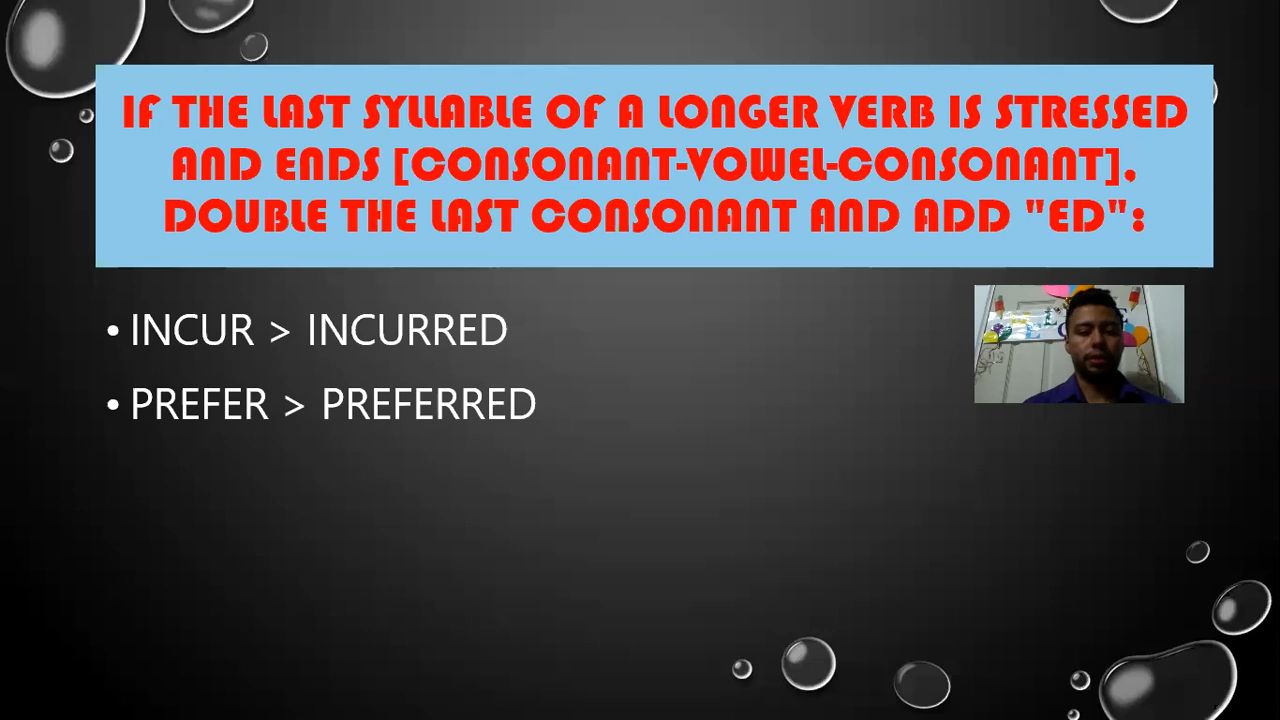 IF THE LAST SYLLABLE OF A LONGER VERB IS STRESSED
AND ENDS [CONSONANT-VOWEL-CONSONANT],
DOUBLE THE LAST CONSONANT AND ADD "ED":
• INCUR > INCURRED
• PREFER > PREFERRED